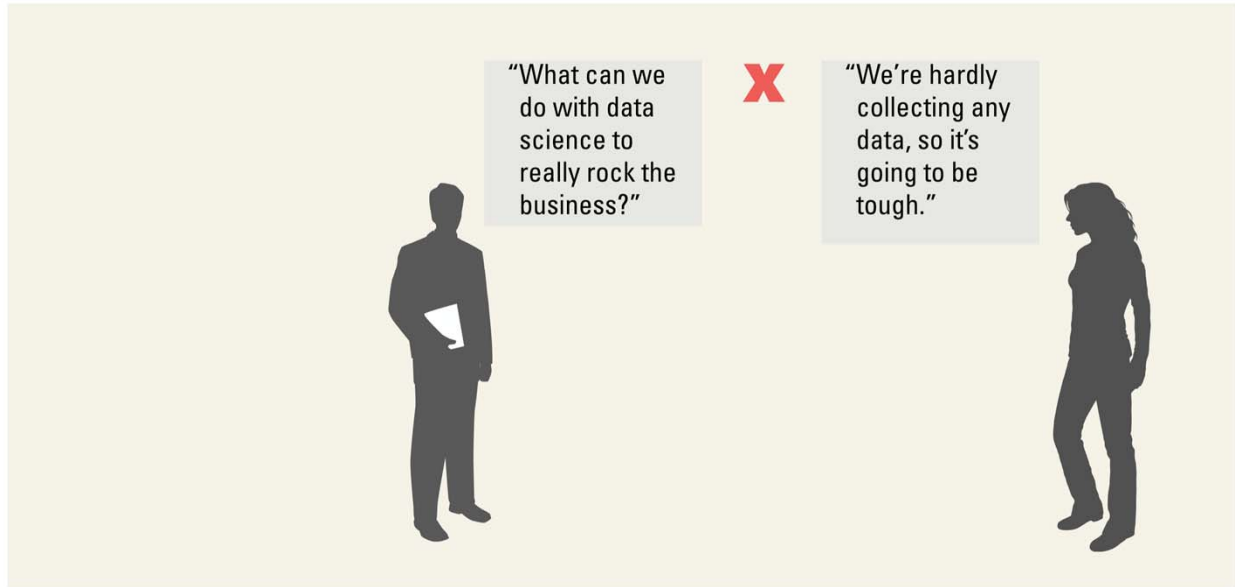 “What can we
do with data
science to
really rock the
business?”
X
“We’re hardly
collecting any
data, so it’s
going to be
tough.”